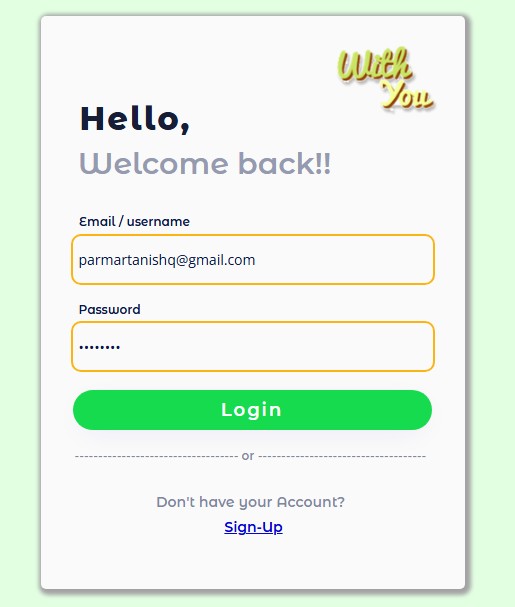 With
You
Hello,
Welcome back!!
Email / username
parmartanishq@gmail.com
Password
••••••••
Login
----------------------------------- or ------------------------------------
Don't have your Account?
Sign-Up